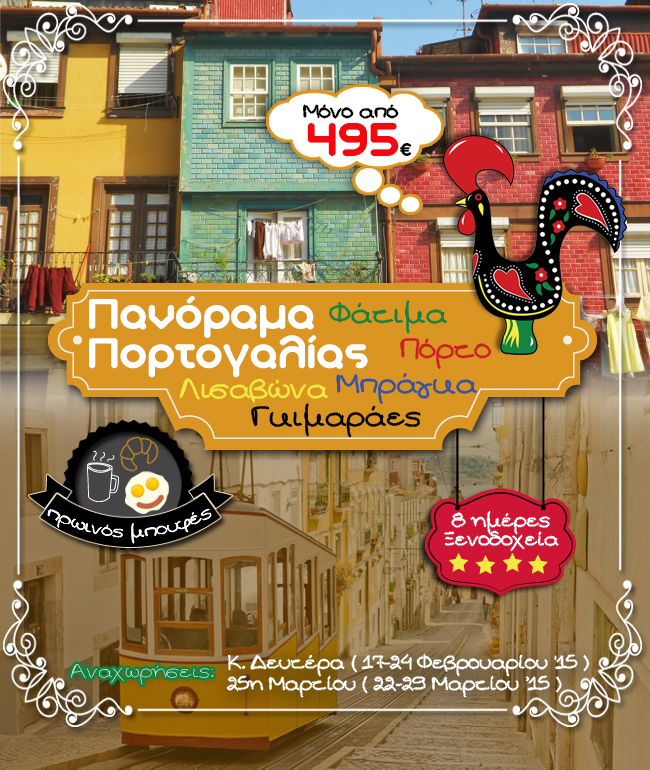 Μόνο από
495€
Πανόραμα Φάτιμα
Πορτογαλίας Πόρτο
Λισαβώνα Μπράγκα
Γκιμαράες
πρωινός μπουφές
8 ημέρες
Ξενοδοχεία
Αναχωρήσεις: Κ. Δευτέρα ( 17-24 Φεβρουαρίου '15 )
25η Μαρτίου ( 22-29 Μαρτίου '15 )